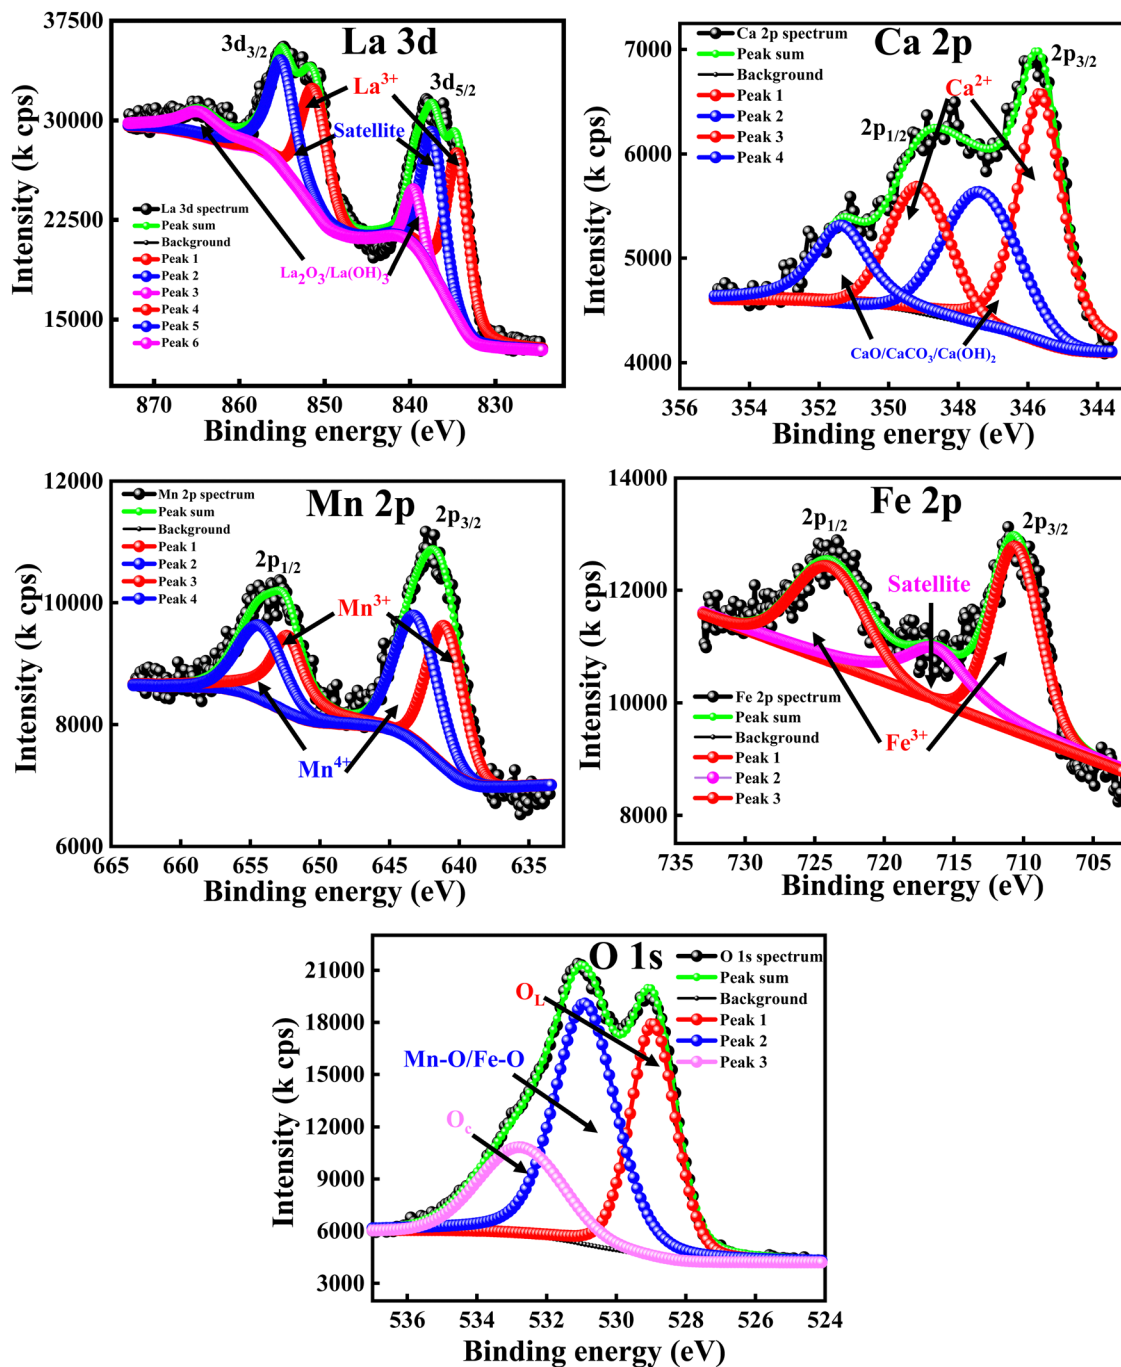 La 3d
3d3/2
3d5/2
La3+
Satellite
La2O3/La(OH)3
La 3d spectrum
Peak sum
Background
Peak 1
Peak 2
Peak 3
Peak 4
Peak 5
Peak 6
37500
30000
22500
15000
870
860
850
840
830
Intensity (k cps)
Binding energy (eV)
Ca 2p
Ca 2p spectrum
Peak sum
Background
Peak 1
Peak 2
Peak 3
Peak 4
2p3/2
Ca2+
2p1/2
CaO/CaCO3/Ca(OH)2
7000
6000
5000
4000
356
354
352
350
348
346
344
Intensity (k cps)
Binding energy (eV)
Mn 2p
Mn 2p spectrum
Peak sum
Background
Peak 1
Peak 2
Peak 3
Peak 4
2p3/2
2p1/2
Mn3+
Mn4+
12000
10000
8000
6000
665
660
655
650
645
640
635
Intensity (k cps)
Binding energy (eV)
Fe 2p
2p1/2
2p3/2
Satellite
Fe3+
Fe 2p spectrum
Peak sum
Background
Peak 1
Peak 2
Peak 3
14000
12000
10000
8000
735
730
725
720
715
710
705
Intensity (k cps)
Binding energy (eV)
O 1s
O 1s spectrum
Peak sum
Background
Peak 1
Peak 2
Peak 3
OL
Mn-O/Fe-O
Oc
21000
18000
15000
12000
9000
6000
3000
536
534
532
530
528
526
524
Intensity (k cps)
Binding energy (eV)